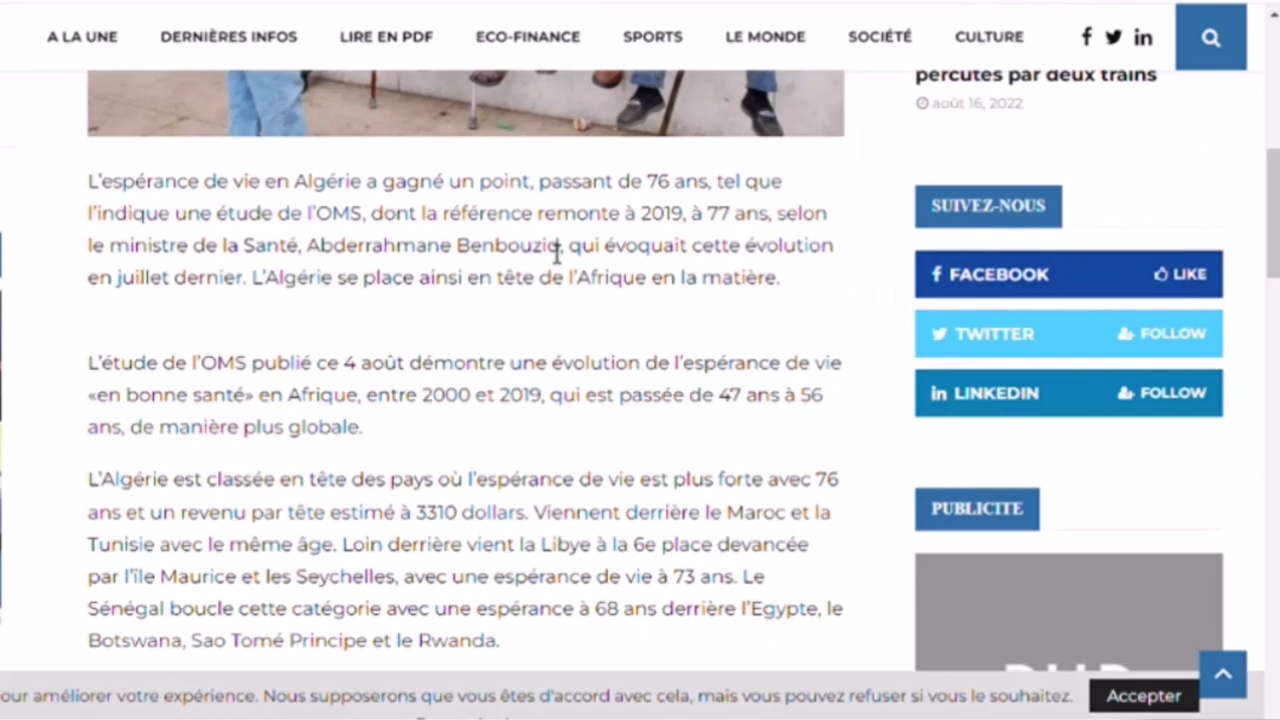 A LA UNE
DERNIÈRES INFOS
LIRE EN PDF
ECO-FINANCE
SPORTS
LE MONDE
SOCIÉTÉ
CULTURE
percutés par deux trains
août 16, 2022
L'espérance de vie en Algérie a gagné un point, passant de 76 ans, tel que
l'indique une étude de l'OMS, dont la référence remonte à 2019, à 77 ans, selon
le ministre de la Santé, Abderrahmane Benbouzid, qui évoquait cette évolution
en juillet dernier. L'Algérie se place ainsi en tête de l'Afrique en la matière.
L'étude de l'OMS publié ce 4 août démontre une évolution de l'espérance de vie
«en bonne santé» en Afrique, entre 2000 et 2019, qui est passée de 47 ans à 56
ans, de manière plus globale.
L'Algérie est classée en tête des pays où l'espérance de vie est plus forte avec 76
ans et un revenu par tête estimé à 3310 dollars. Viennent derrière le Maroc et la
Tunisie avec le même âge. Loin derrière vient la Libye à la 6e place devancée
par l'île Maurice et les Seychelles, avec une espérance de vie à 73 ans. Le
Sénégal boucle cette catégorie avec une espérance à 68 ans derrière l'Egypte, le
Botswana, Sao Tomé Principe et le Rwanda.
SUIVEZ-NOUS
FACEBOOK LIKE
TWITTER FOLLOW
LINKEDIN FOLLOW
PUBLICITE
our améliorer votre expérience. Nous supposerons que vous êtes d'accord avec cela, mais vous pouvez refuser si vous le souhaitez.
Accepter